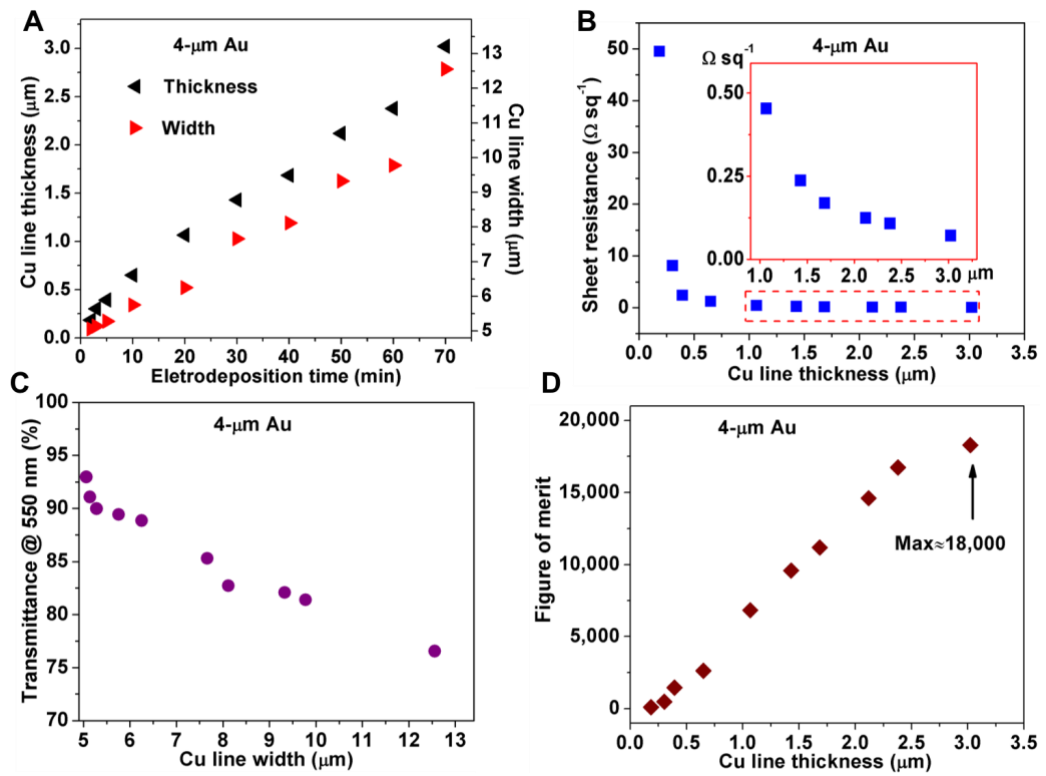 A
4-μm Au
Thickness
Width
Cu line thickness (μm)
3.0
2.5
2.0
1.5
1.0
0.5
0.0
Cu line width (μm)
13
12
11
10
9
8
7
6
5
0 10 20 30 40 50 60 70
Eletrodeposition time (min)
B
4-μm Au
Sheet resistance (Ω sq⁻¹)
50
40
30
20
10
0
Ω sq⁻¹
0.50
0.25
0.00
1.0 1.5 2.0 2.5 3.0 μm
0.0 0.5 1.0 1.5 2.0 2.5 3.0 3.5
Cu line thickness (μm)
C
4-μm Au
Transmittance @ 550 nm (%)
100
95
90
85
80
75
70
5 6 7 8 9 10 11 12 13
Cu line width (μm)
D
4-μm Au
Figure of merit
20,000
15,000
10,000
5,000
0
Max≈18,000
0.0 0.5 1.0 1.5 2.0 2.5 3.0 3.5
Cu line thickness (μm)